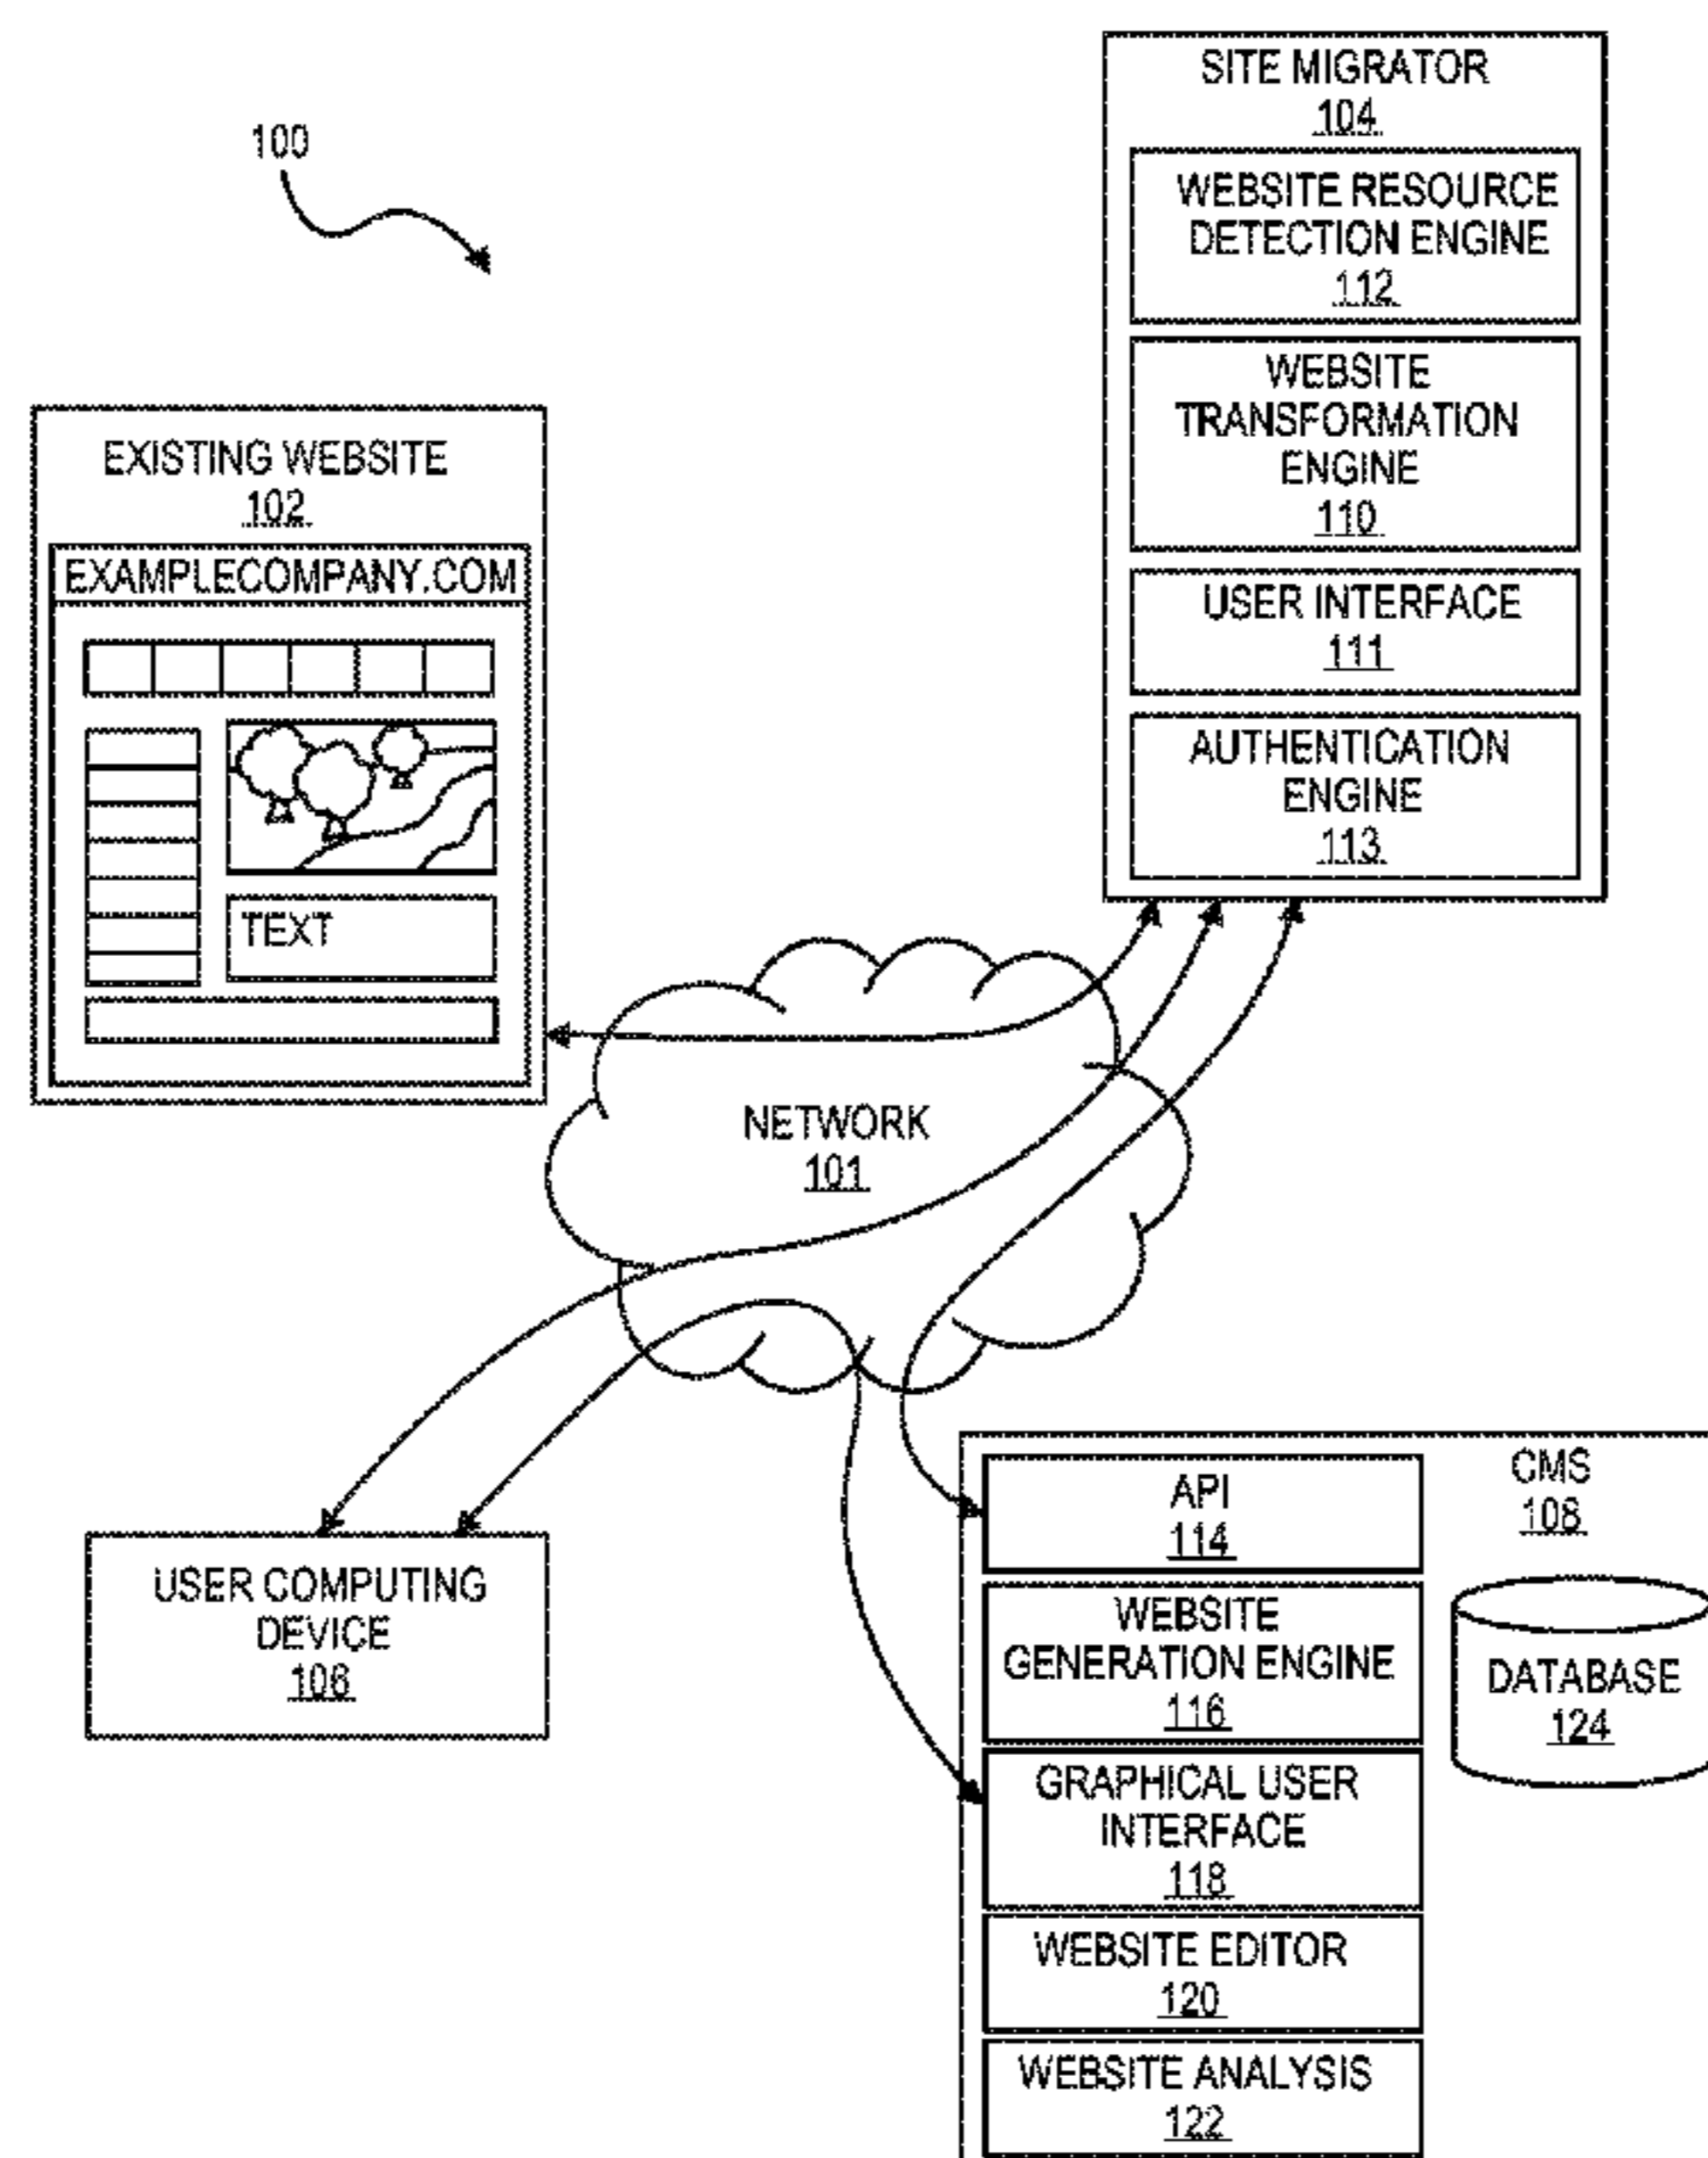 100
SITE MIGRATOR
104
WEBSITE RESOURCE
DETECTION ENGINE
112
WEBSITE
TRANSFORMATION
ENGINE
110
USER INTERFACE
111
AUTHENTICATION
ENGINE
113
EXISTING WEBSITE
102
EXAMPLECOMPANY.COM
TEXT
NETWORK
101
USER COMPUTING
DEVICE
106
CMS
108
API
114
WEBSITE
GENERATION ENGINE
116
GRAPHICAL USER
INTERFACE
118
WEBSITE EDITOR
120
WEBSITE ANALYSIS
122
DATABASE
124